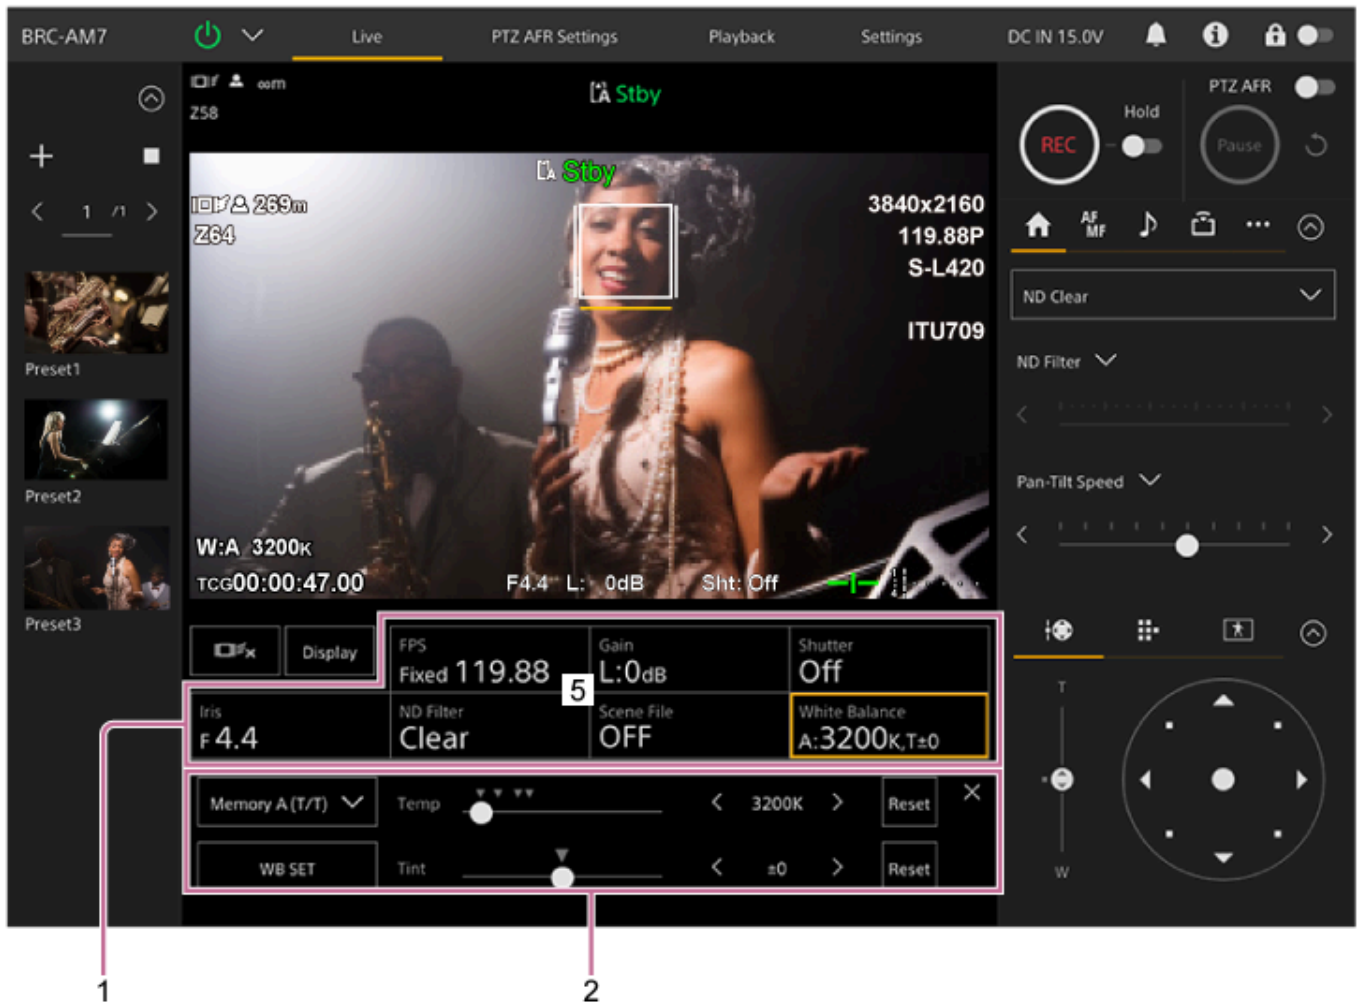 BRC-AM7
Live
PTZ AFR Settings
Playback
Settings
DC IN 15.0V
∞m
Z58
A Stby
PTZ AFR
REC
Hold
Pause
1 /1
A Stby
269m
Z64
3840x2160
119.88P
S-L420
ITU709
W:A 3200K
TCG00:00:47.00
F4.4 L: 0dB
Sht: Off
Preset1
Preset2
Preset3
AF
MF
ND Clear
ND Filter
Pan-Tilt Speed
T
W
Display
FPS
Fixed 119.88
Gain
L:0dB
Shutter
Off
5
Iris
F 4.4
ND Filter
Clear
Scene File
OFF
White Balance
A:3200K,T±0
Memory A (T/T)
Temp
3200K
Reset
WB SET
Tint
±0
Reset
1
2